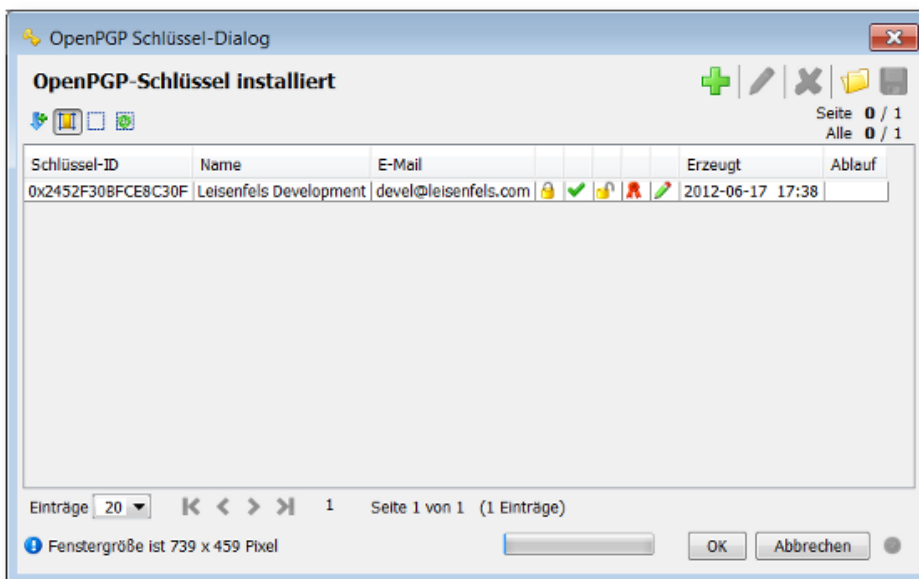 OpenPGP Schlüssel-Dialog
OpenPGP-Schlüssel installiert
Seite 0 / 1
Alle 0 / 1
Schlüssel-ID Name E-Mail Erzeugt Ablauf
0x2452F30BFCE8C30F Leisenfels Development devel@leisenfels.com 2012-06-17 17:38
Einträge 20 1 Seite 1 von 1 (1 Einträge)
Fenstergröße ist 739 x 459 Pixel OK Abbrechen